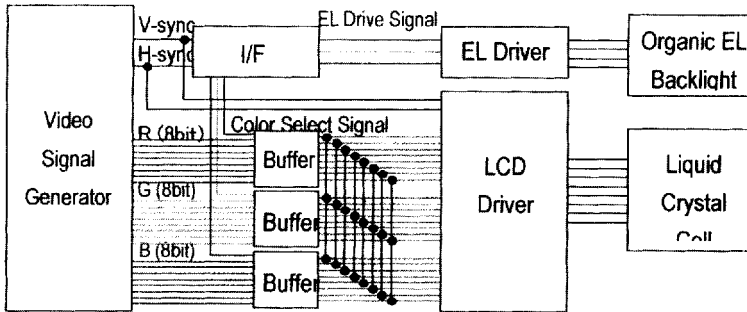 V-sync
H-sync
I/F
EL Drive Signal
EL Driver
Organic EL
Backlight
Video
Signal
Generator
R (8bit)
Color Select Signal
Buffer
G (8bit)
Buffer
B (8bit)
Buffer
LCD
Driver
Liquid
Crystal
Cell